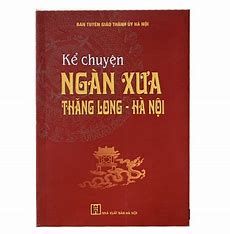 BAN TUYÊN GIÁO THÀNH ỦY HÀ NỘI
Kể chuyện
NGÀN XƯA
THĂNG LONG - HÀ NỘI
NHÀ XUẤT BẢN HÀ NỘI